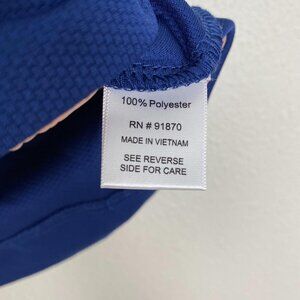 100% Polyester
RN # 91870
MADE IN VIETNAM
SEE REVERSE
SIDE FOR CARE